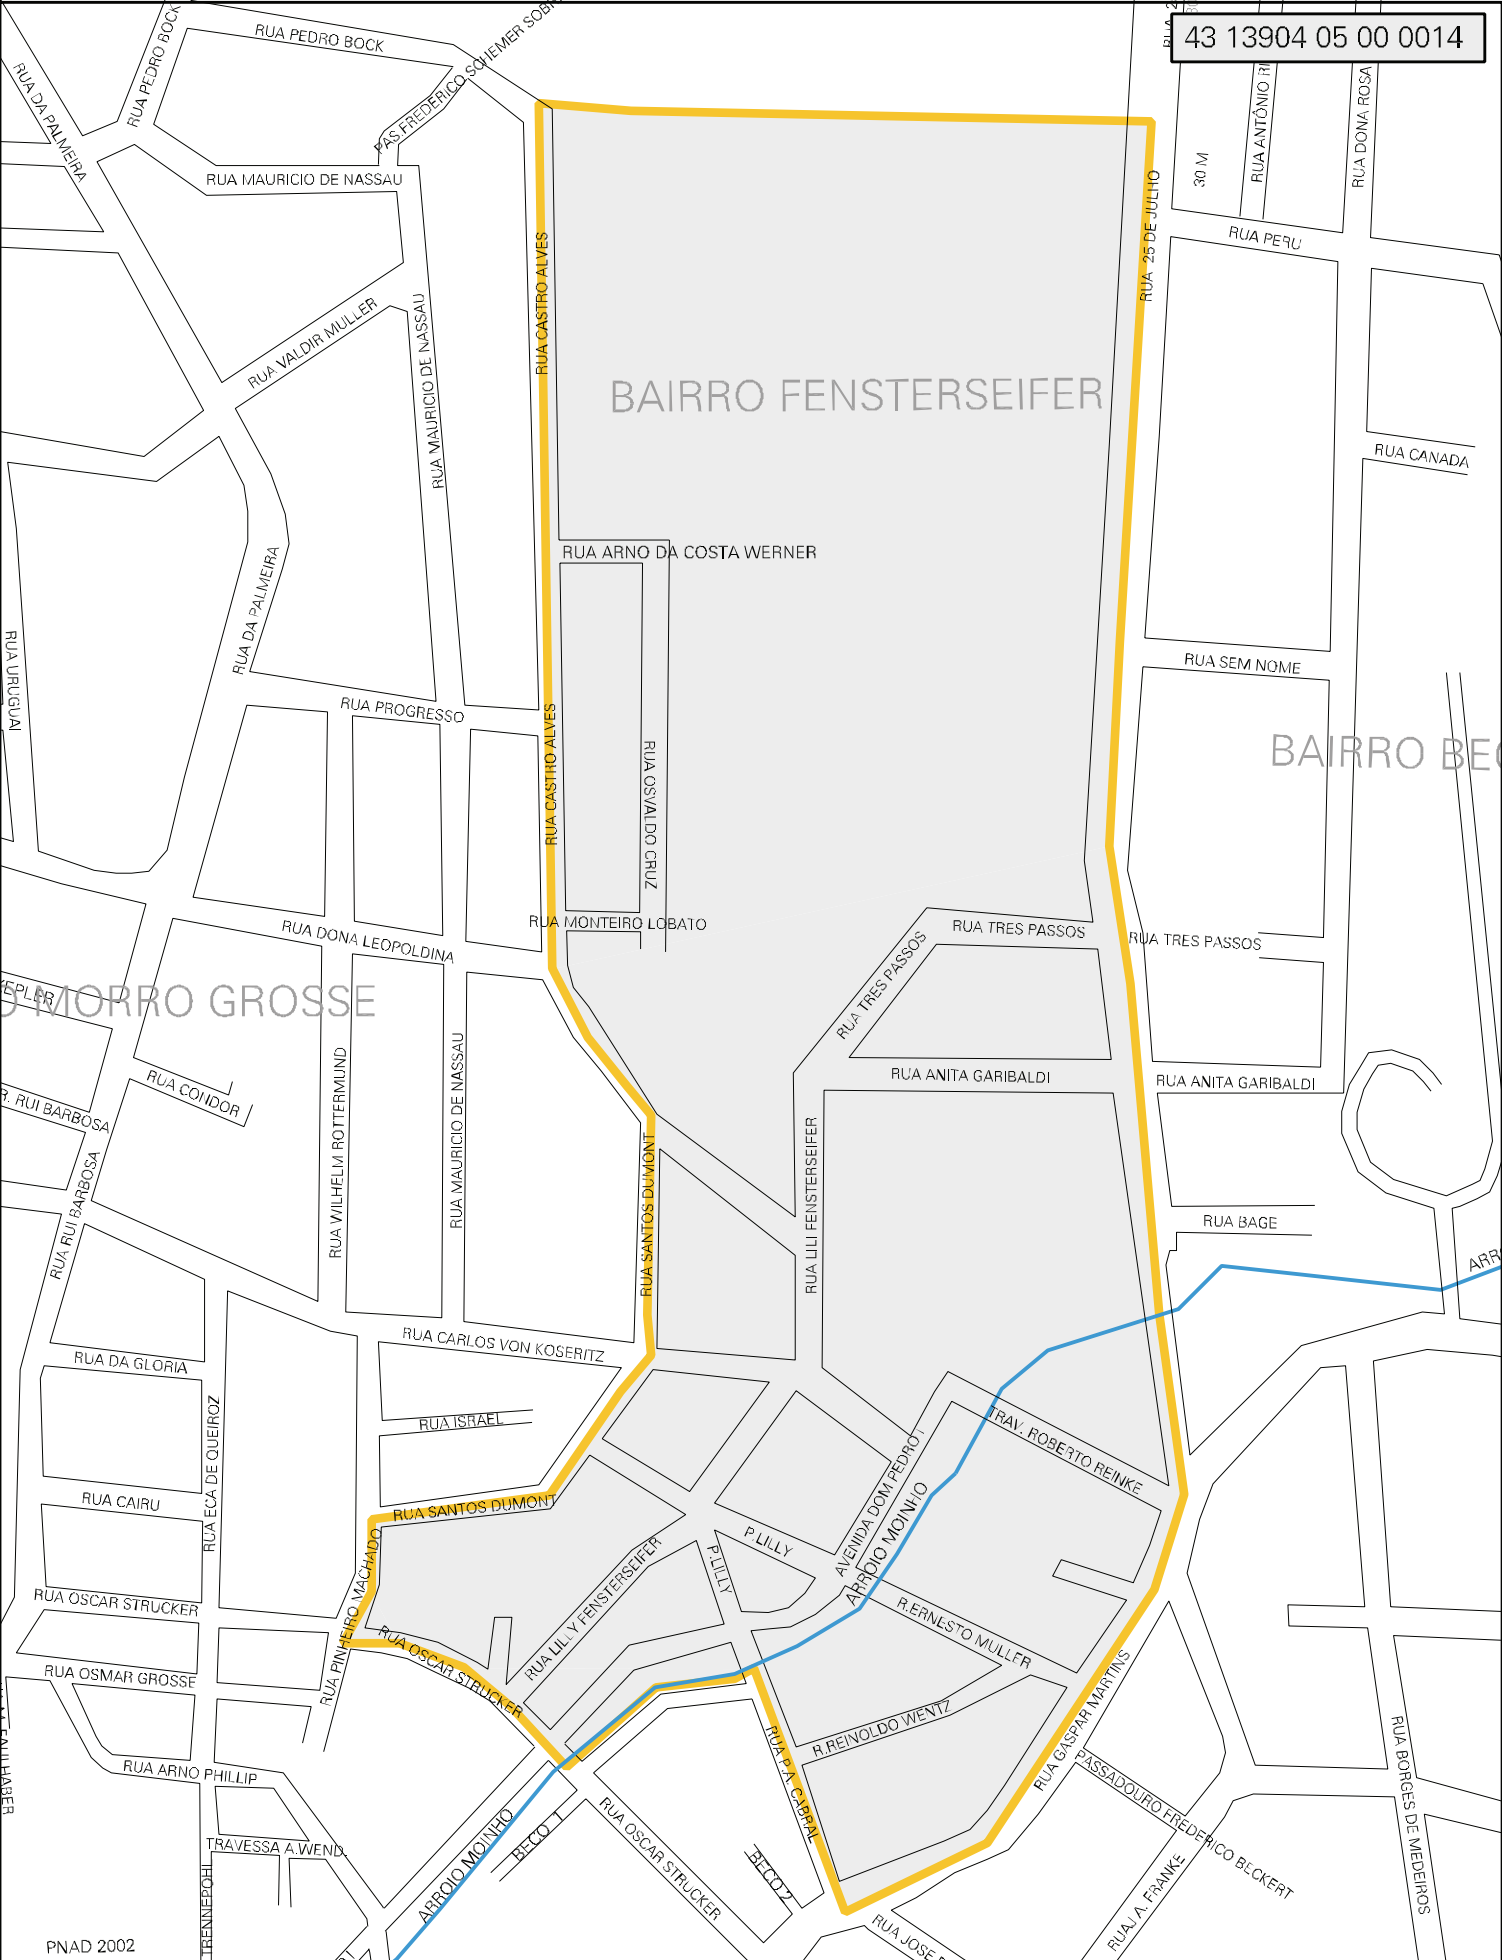 43 13904 05 00 0014
RUA PEDRO BOCK
RUA PEDRO BOCK
PAS.FREDERICO SCHEMER
RUA DA PALMEIRA
RUA MAURICIO DE NASSAU
30 M
RUA ANTÔNIO
RUA DONA ROSA
RUA 25 DE JULHO
RUA PERU
RUA CASTRO ALVES
RUA VALDIR MULLER
RUA MAURICIO DE NASSAU
BAIRRO FENSTERSEIFER
RUA CANADA
RUA ARNO DA COSTA WERNER
RUA DA PALMEIRA
RUA URUGUAI
RUA SEM NOME
RUA PROGRESSO
RUA CASTRO ALVES
RUA OSVALDO CRUZ
BAIRRO
RUA MONTEIRO LOBATO
RUA DONA LEOPOLDINA
RUA TRES PASSOS
RUA TRES PASSOS
RUA TRES PASSOS
MORRO GROSSE
RUA CONDOR
R. RUI BARBOSA
RUA RUI BARBOSA
RUA WILHELM ROTTERMUND
RUA MAURICIO DE NASSAU
RUA ANITA GARIBALDI
RUA ANITA GARIBALDI
RUA SANTOS DUMONT
RUA LILI FENSTERSEIFER
RUA BAGE
RUA CARLOS VON KOSERITZ
RUA DA GLORIA
RUA ISRAEL
RUA ECA DE QUEIROZ
RUA CAIRU
RUA SANTOS DUMONT
TRAV. ROBERTO REINKE
AVENIDA DOM PEDRO I
ARROIO MOINHO
P.LILLY
P.LILLY
RUA LILLY FENSTERSEIFER
RUA PINHEIRO MACHADO
RUA OSCAR STRUCKER
RUA OSCAR STRUCKER
R.ERNESTO MULLER
RUA OSMAR GROSSE
R.REINOLDO WENTZ
RUA GASPAR MARTINS
RUA P.A. CABRAL
RUA ARNO PHILLIP
PASSADOURO FREDERICO BECKERT
RUA BORGES DE MEDEIROS
TRAVESSA A.WEND.
ARROIO MOINHO
BECO 1
RUA OSCAR STRUCKER
BECO 2
RUA J A. FRANKE
RUA JOSE
TRENNEPOHL
PNAD 2002